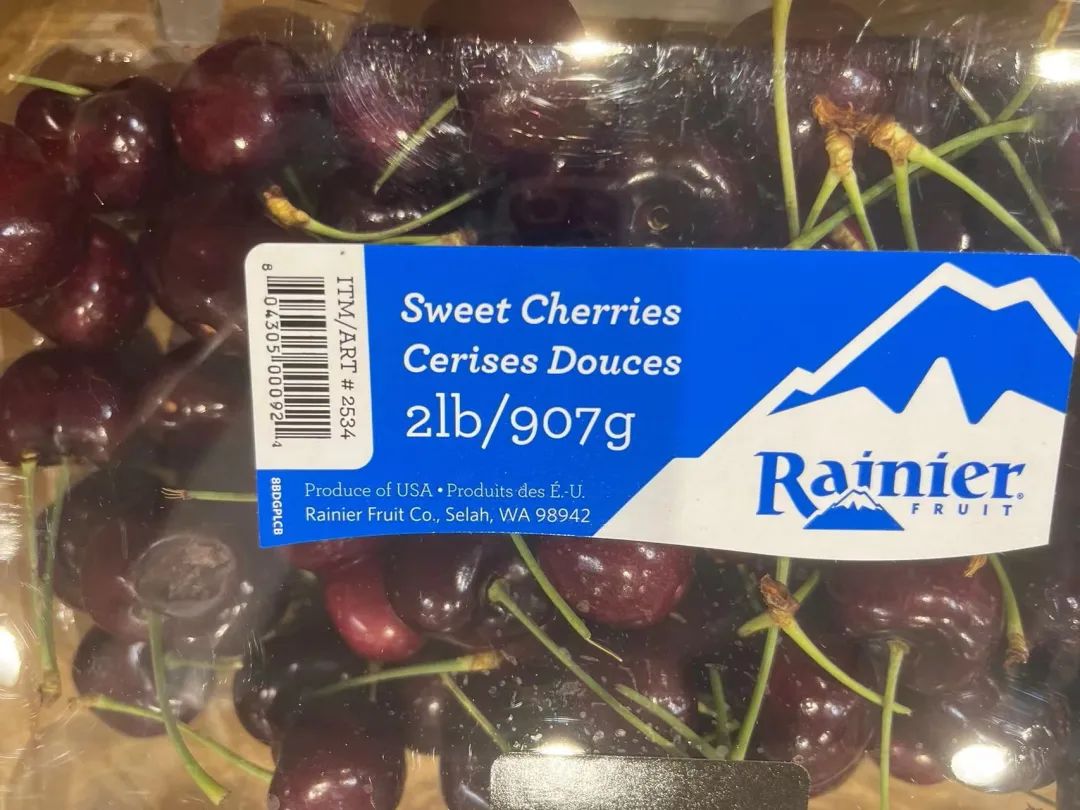 Sweet Cherries
Cerises Douces
2lb/907g
Produce of USA • Produits des É.-U.
Rainier Fruit Co., Selah, WA 98942
ITM/ART # 2534
8 04305 00092 4
8BDGPLCB
Rainier®
FRUIT